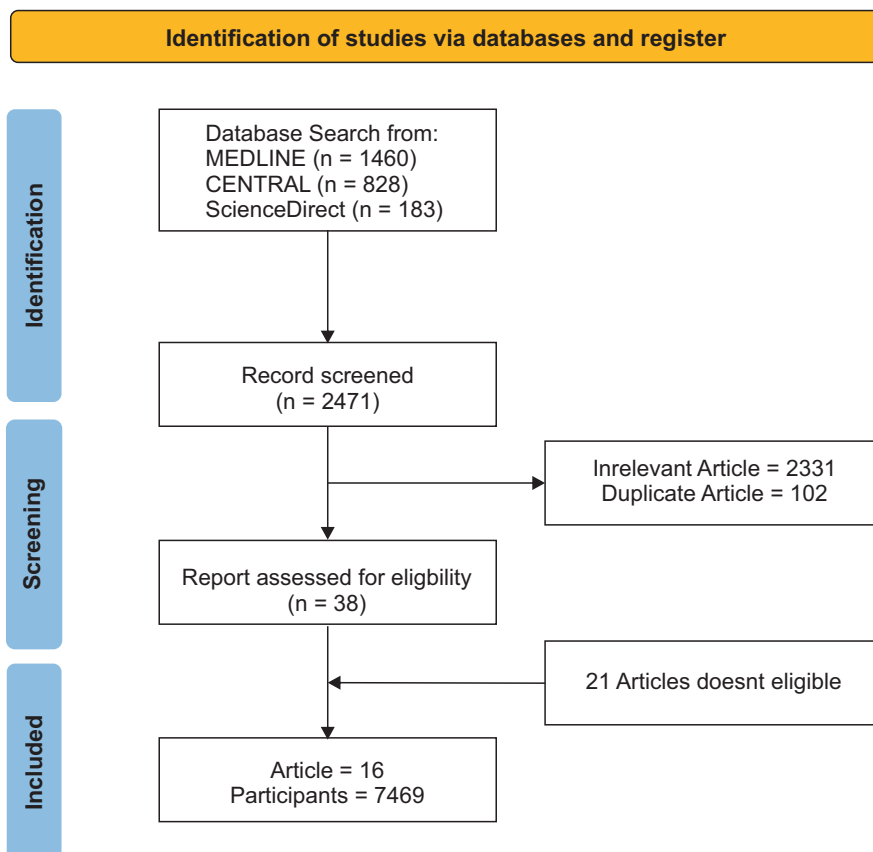 Identification of studies via databases and register
Identification
Database Search from:
MEDLINE (n = 1460)
CENTRAL (n = 828)
ScienceDirect (n = 183)
Record screened
(n = 2471)
Screening
Inrelevant Article = 2331
Duplicate Article = 102
Report assessed for eligbility
(n = 38)
21 Articles doesnt eligible
Included
Article = 16
Participants = 7469